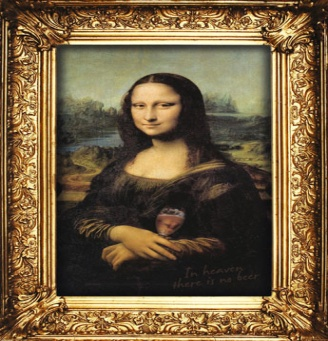 In heaven
there is no beer